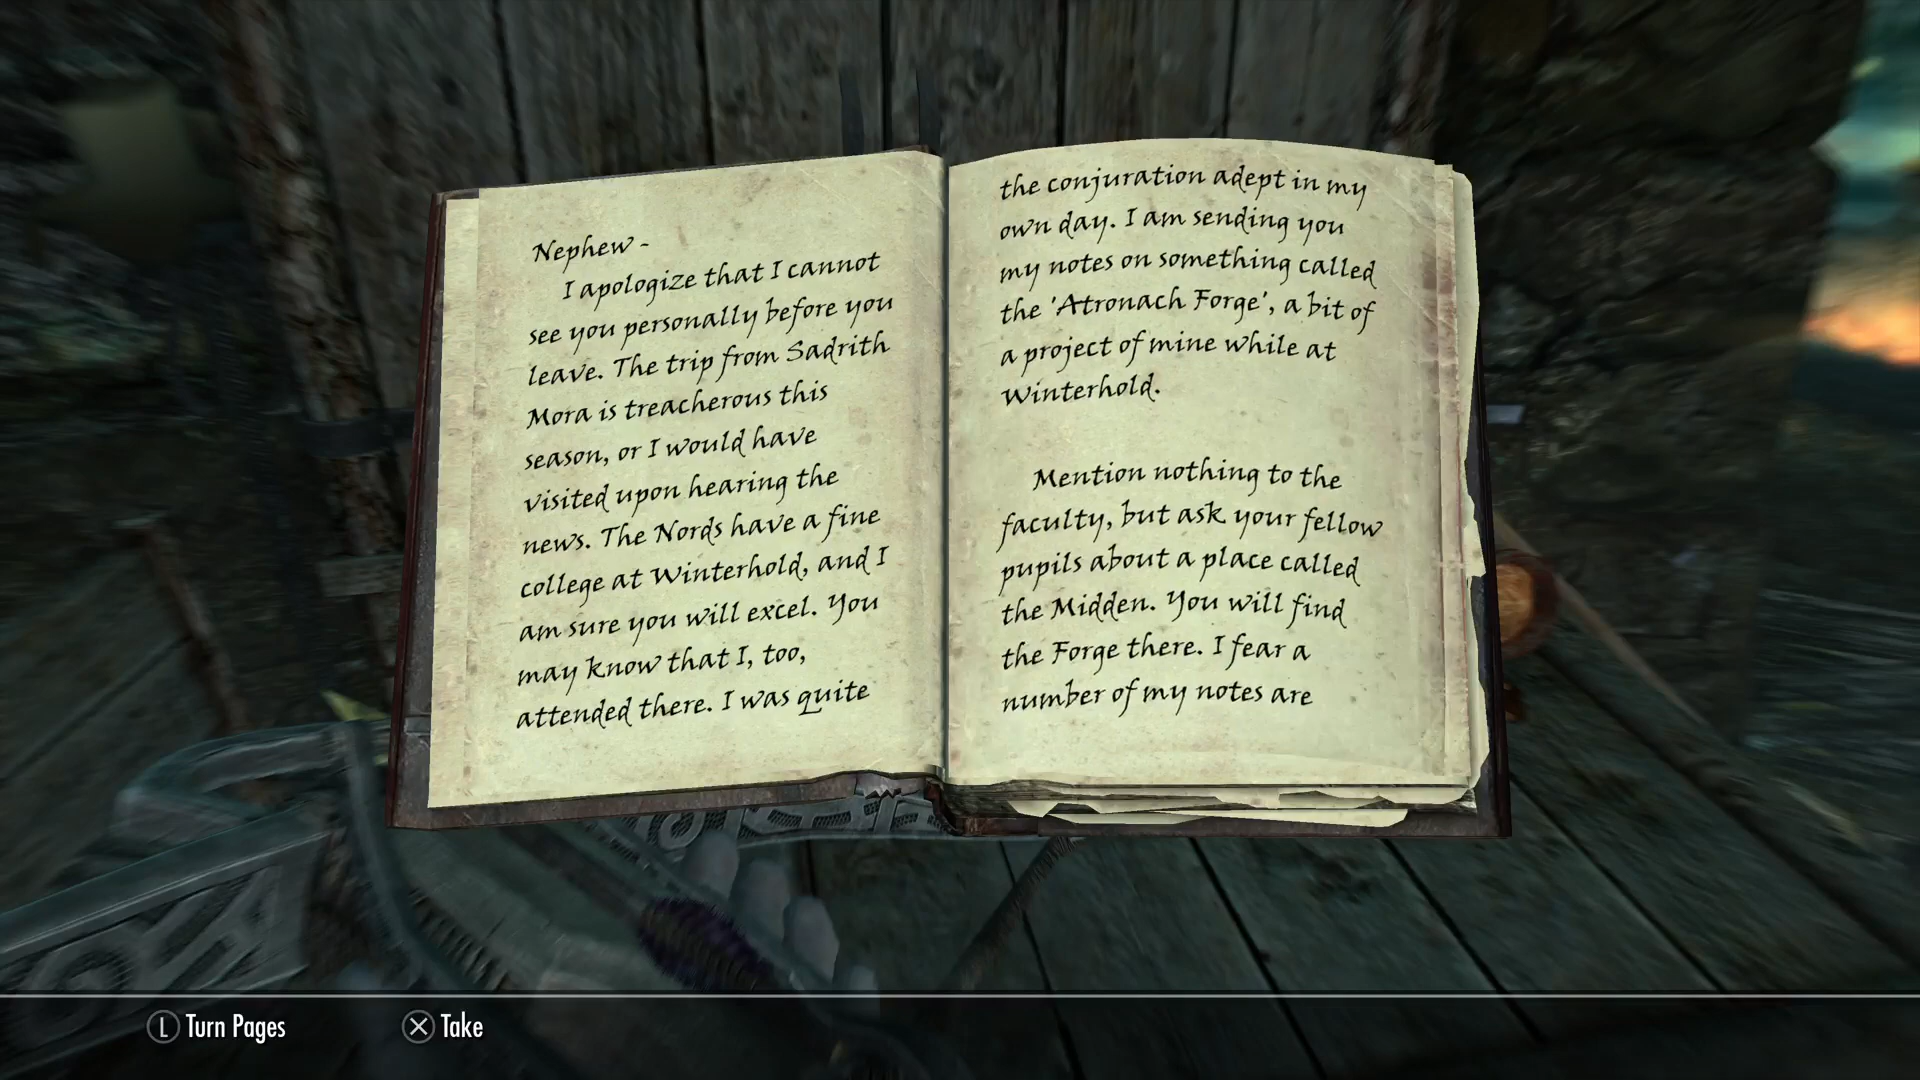 Nephew -
I apologize that I cannot
see you personally before you
leave. The trip from Sadrith
Mora is treacherous this
season, or I would have
visited upon hearing the
news. The Nords have a fine
college at Winterhold, and I
am sure you will excel. You
may know that I, too,
attended there. I was quite
the conjuration adept in my
own day. I am sending you
my notes on something called
the 'Atronach Forge', a bit of
a project of mine while at
Winterhold.
Mention nothing to the
faculty, but ask your fellow
pupils about a place called
the Midden. You will find
the Forge there. I fear a
number of my notes are
L Turn Pages
X Take